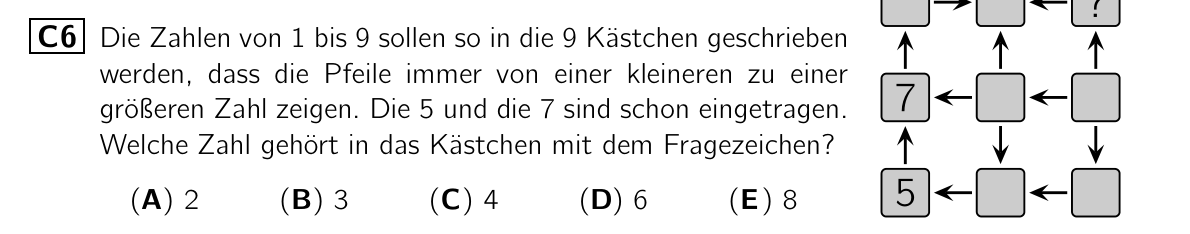 ?
C6 Die Zahlen von 1 bis 9 sollen so in die 9 Kästchen geschrieben
werden, dass die Pfeile immer von einer kleineren zu einer
größeren Zahl zeigen. Die 5 und die 7 sind schon eingetragen.
Welche Zahl gehört in das Kästchen mit dem Fragezeichen?
7
(A) 2 (B) 3 (C) 4 (D) 6 (E) 8
5